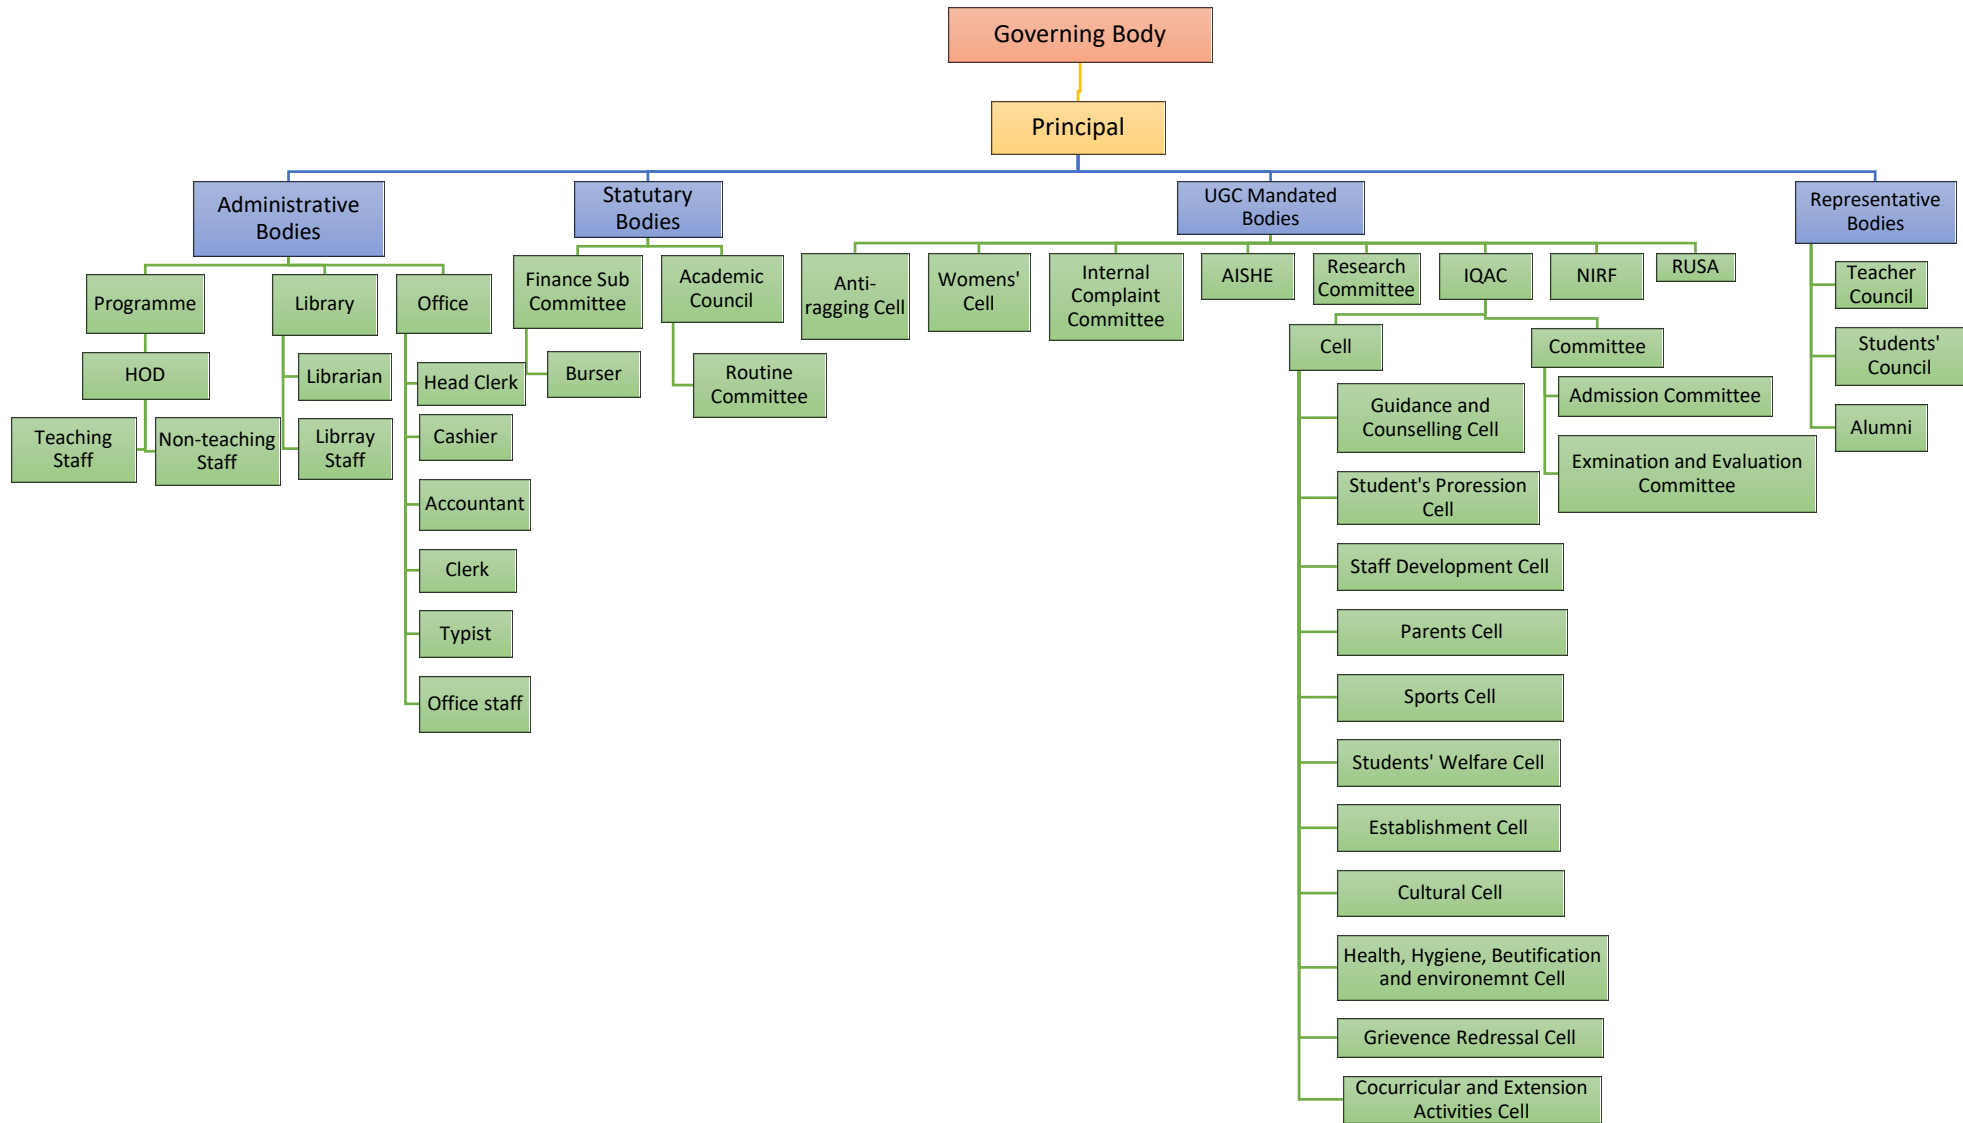 Governing Body
Principal
Administrative
Bodies
Statutary
Bodies
UGC Mandated
Bodies
Representative
Bodies
Programme
Library
Office
Finance Sub
Committee
Academic
Council
Anti-
ragging Cell
Womens'
Cell
Internal
Complaint
Committee
AISHE
Research
Committee
IQAC
NIRF
RUSA
Teacher
Council
Students'
Council
Alumni
HOD
Teaching
Staff
Non-teaching
Staff
Librarian
Librray
Staff
Head Clerk
Cashier
Accountant
Clerk
Typist
Office staff
Burser
Routine
Committee
Cell
Committee
Guidance and
Counselling Cell
Student's Proression
Cell
Staff Development Cell
Parents Cell
Sports Cell
Students' Welfare Cell
Establishment Cell
Cultural Cell
Health, Hygiene, Beutification
and environemnt Cell
Grievence Redressal Cell
Cocurricular and Extension
Activities Cell
Admission Committee
Exmination and Evaluation
Committee